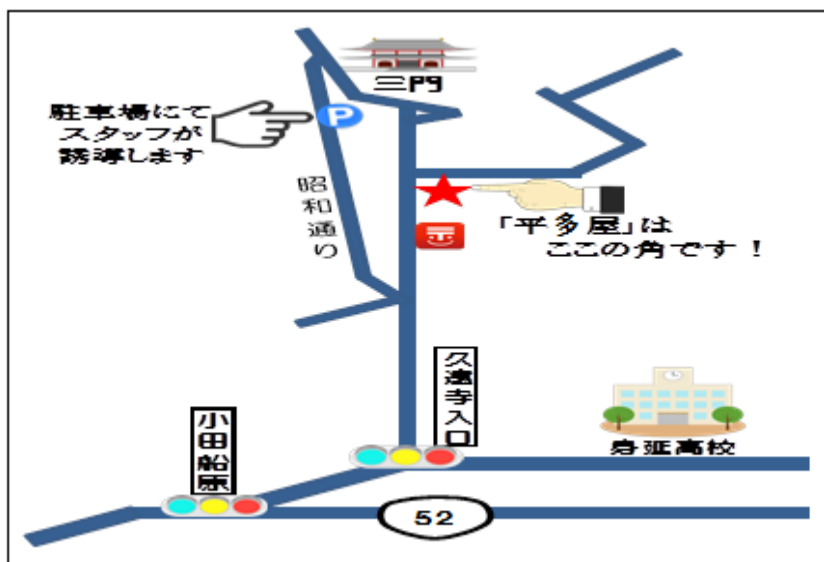 三門
駐車場にて
スタッフが
誘導します
P
昭和通り
「平多屋」は
ここの角です！
久遠寺入口
身延高校
小田船原
52